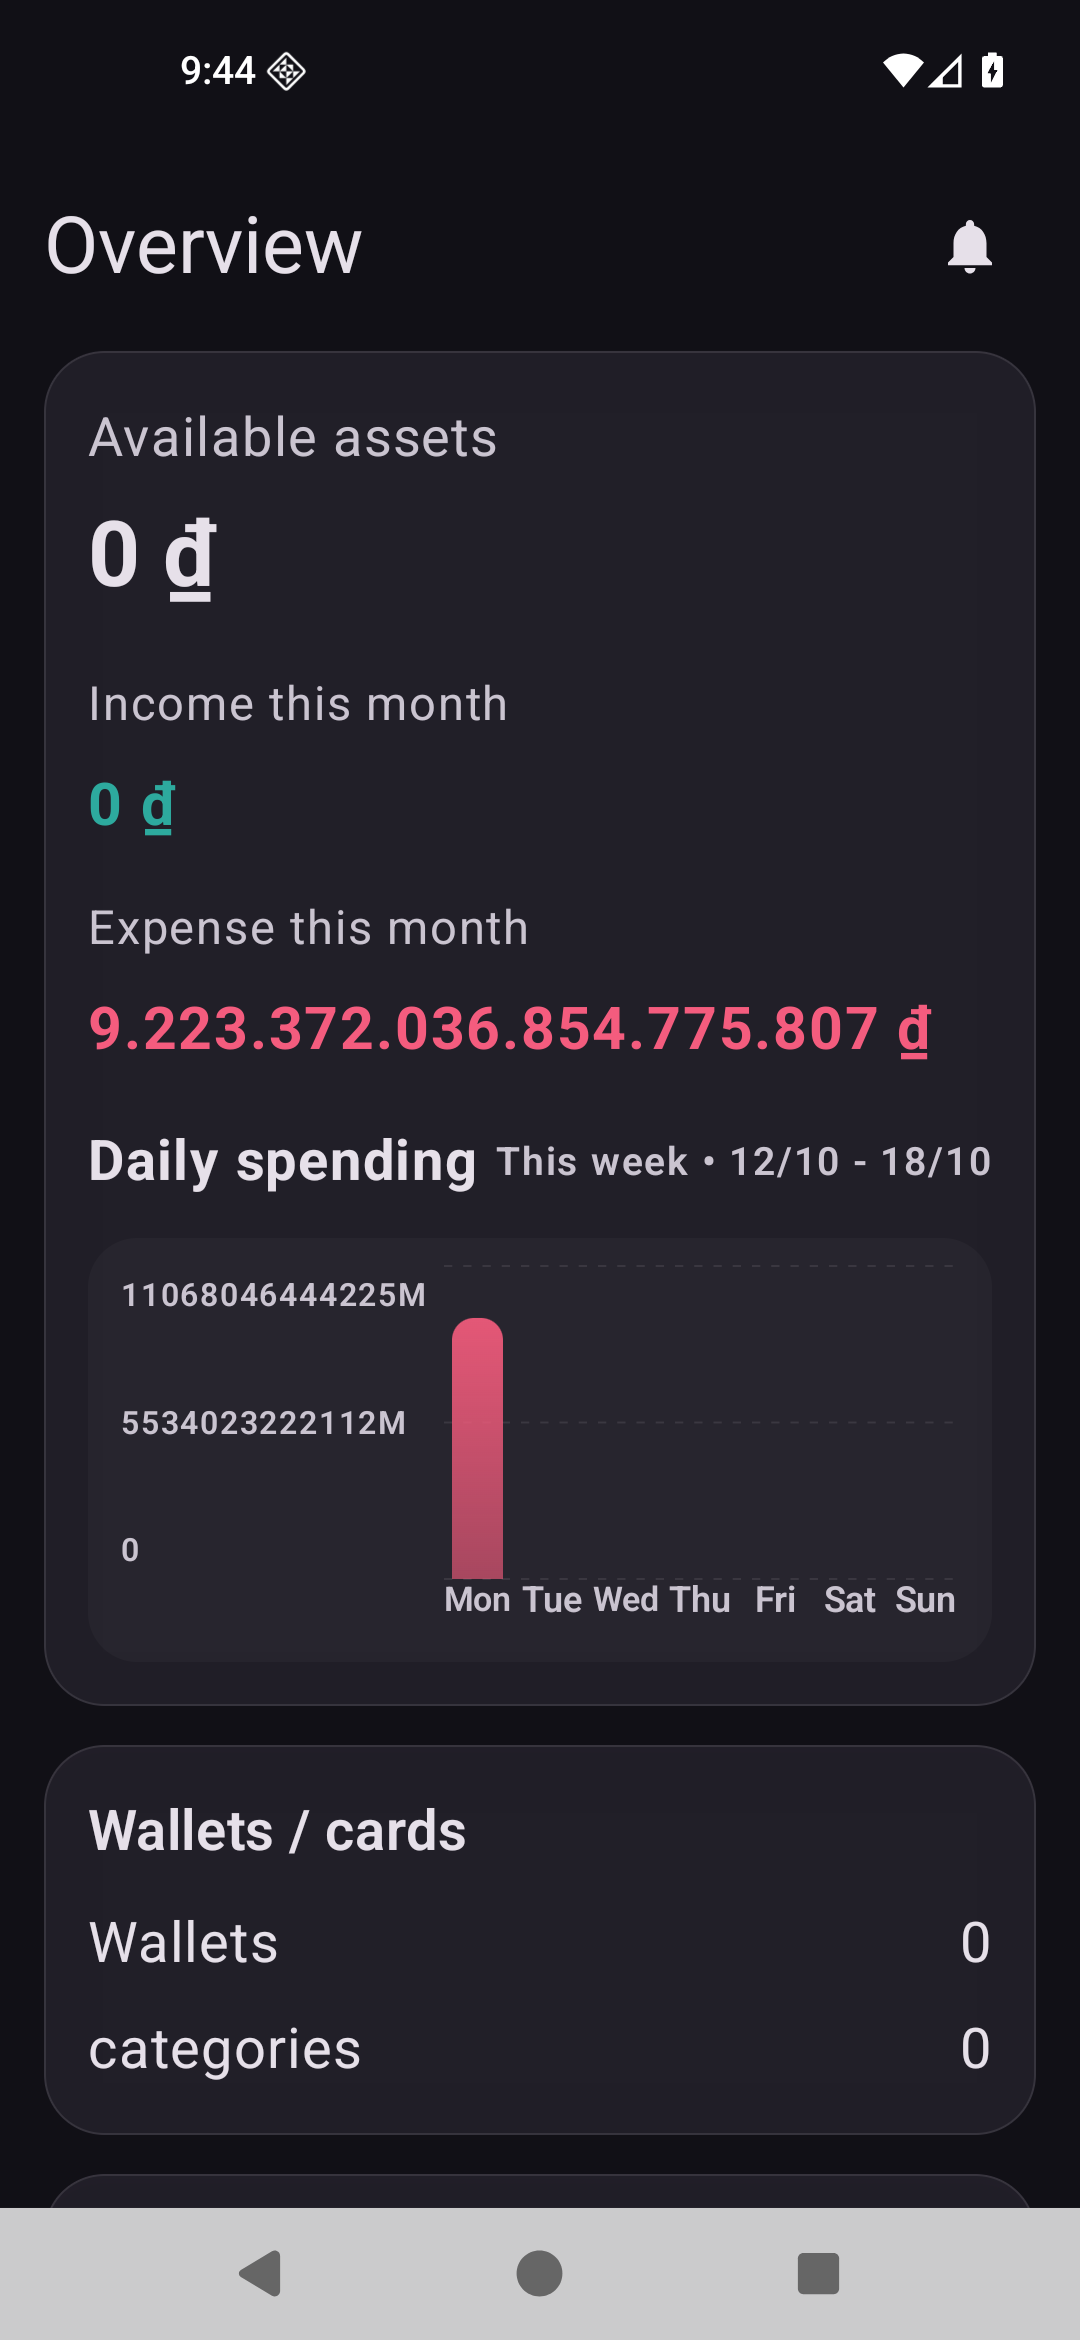 9:44
Overview
Available assets
0 ₫
Income this month
0 ₫
Expense this month
9.223.372.036.854.775.807 ₫
Daily spending This week • 12/10 - 18/10
11068046444225M
5534023222112M
0
Mon Tue Wed Thu Fri Sat Sun
Wallets / cards
Wallets 0
categories 0